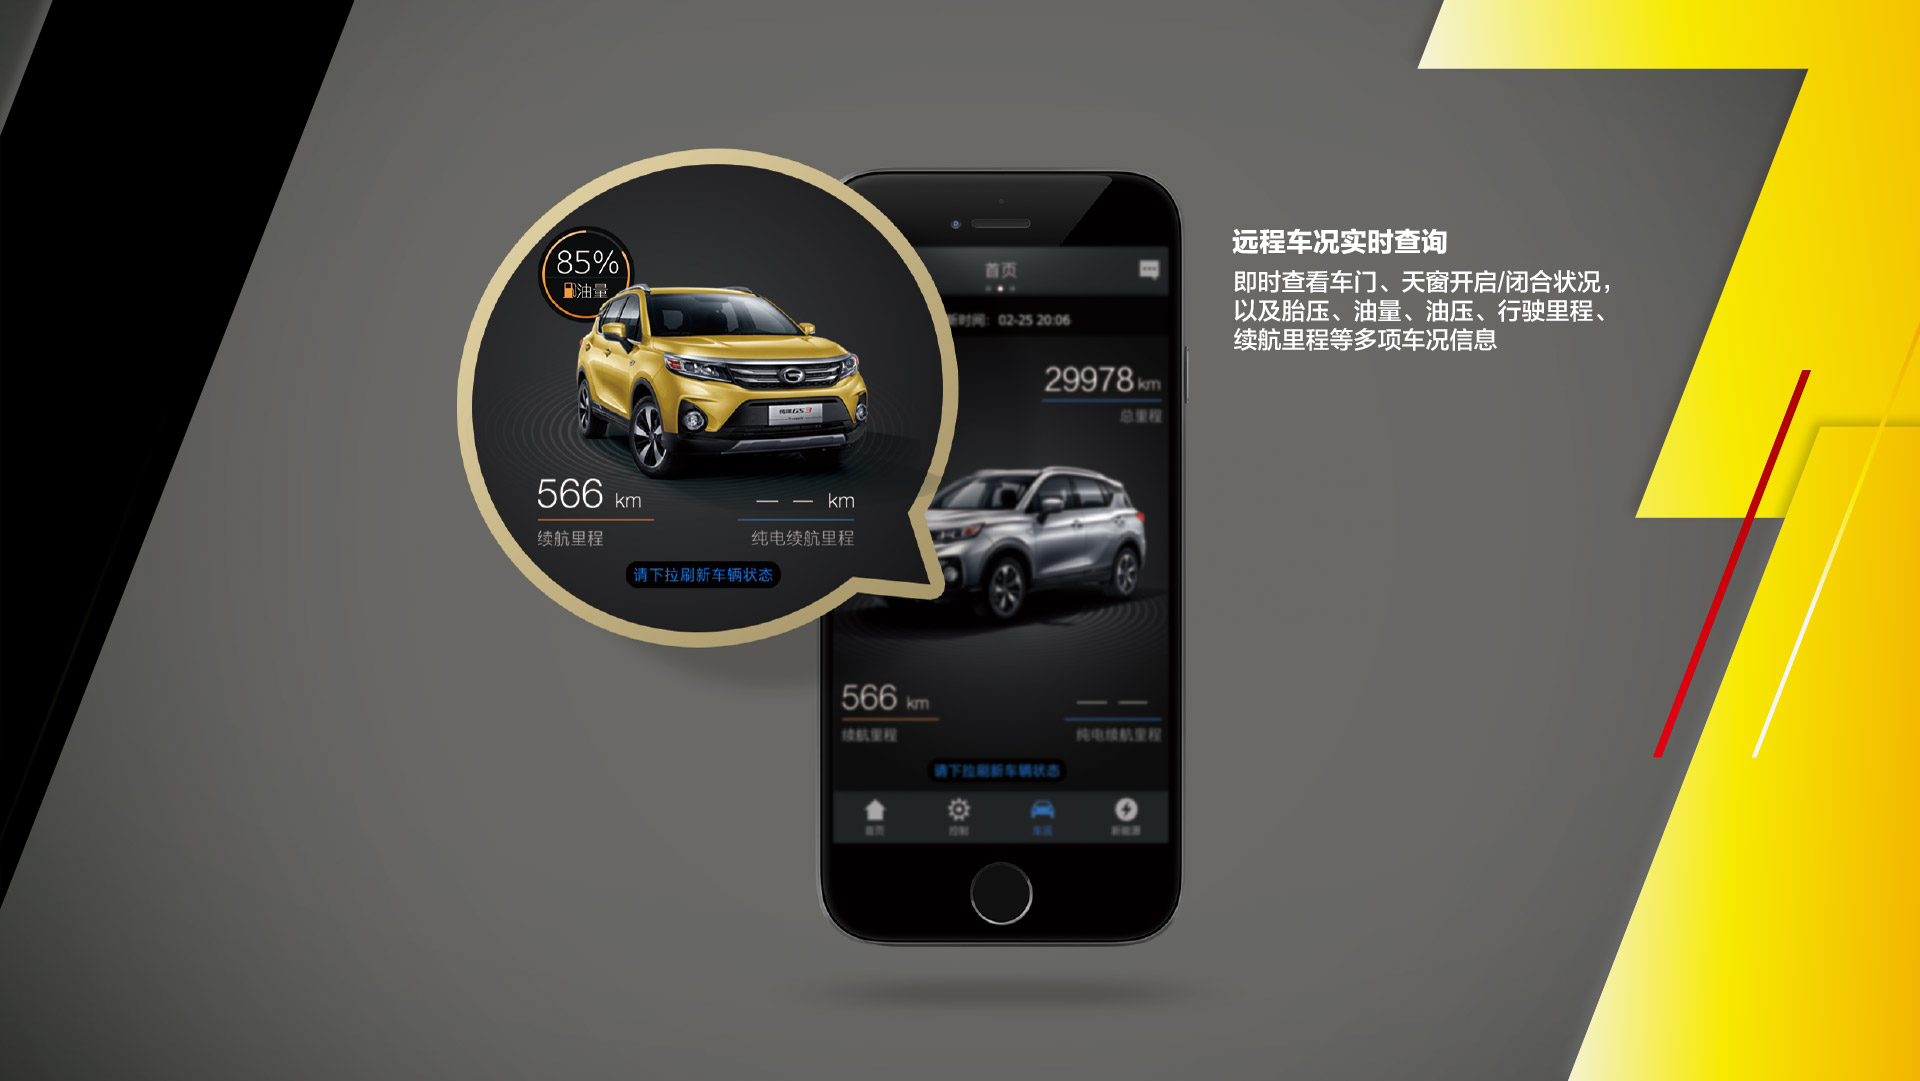 85%
油量
传祺GS3
566 km
续航里程
— — km
纯电续航里程
请下拉刷新车辆状态
首页
新时间：02-25 20:06
29978 km
总里程
566 km
续航里程
— —
纯电续航里程
请下拉刷新车辆状态
首页
控制
车况
新能源
远程车况实时查询
即时查看车门、天窗开启/闭合状况，
以及胎压、油量、油压、行驶里程、
续航里程等多项车况信息